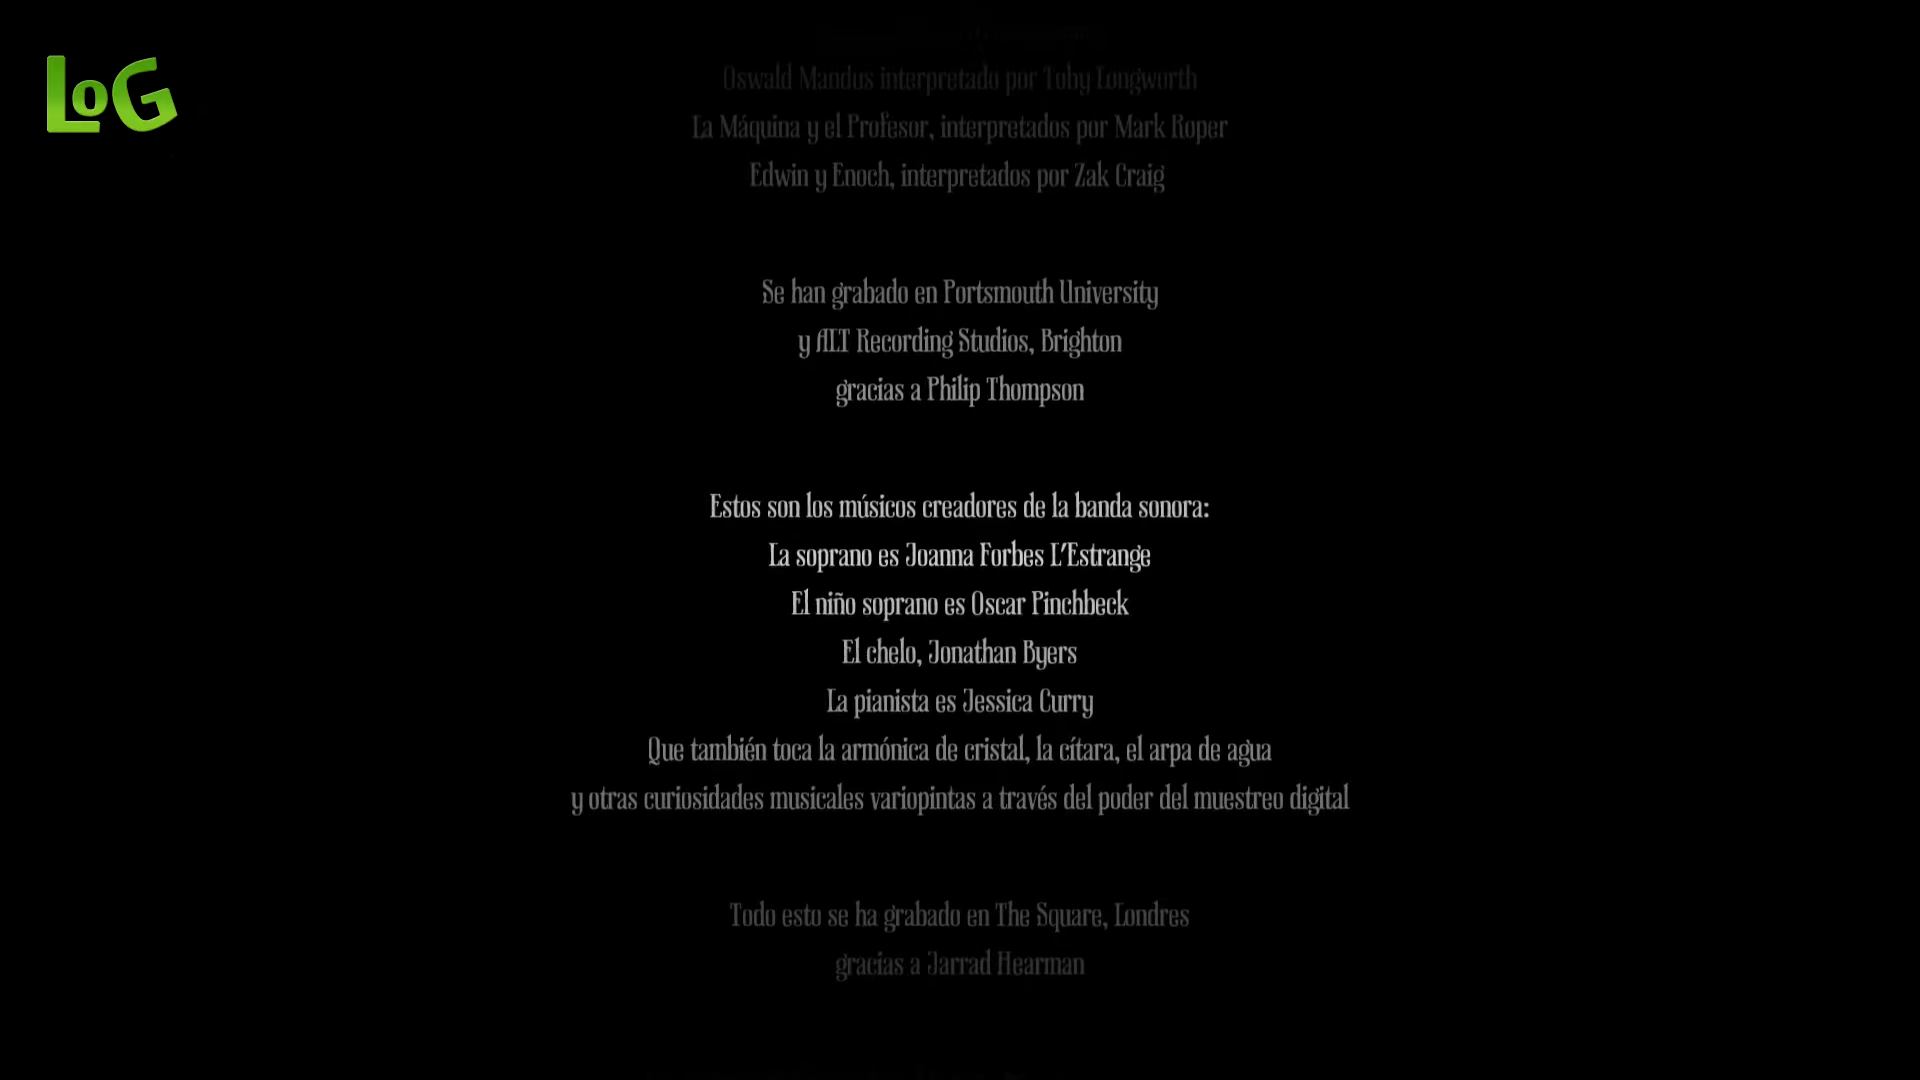 LoG
Oswald Mandus interpretado por Toby Longworth
La Máquina y el Profesor, interpretados por Mark Roper
Edwin y Enoch, interpretados por Zak Craig
Se han grabado en Portsmouth University
y ALT Recording Studios, Brighton
gracias a Philip Thompson
Estos son los músicos creadores de la banda sonora:
La soprano es Joanna Forbes L'Estrange
El niño soprano es Oscar Pinchbeck
El chelo, Jonathan Byers
La pianista es Jessica Curry
Que también toca la armónica de cristal, la cítara, el arpa de agua
y otras curiosidades musicales variopintas a través del poder del muestreo digital
Todo esto se ha grabado en The Square, Londres
gracias a Jarrad Hearman